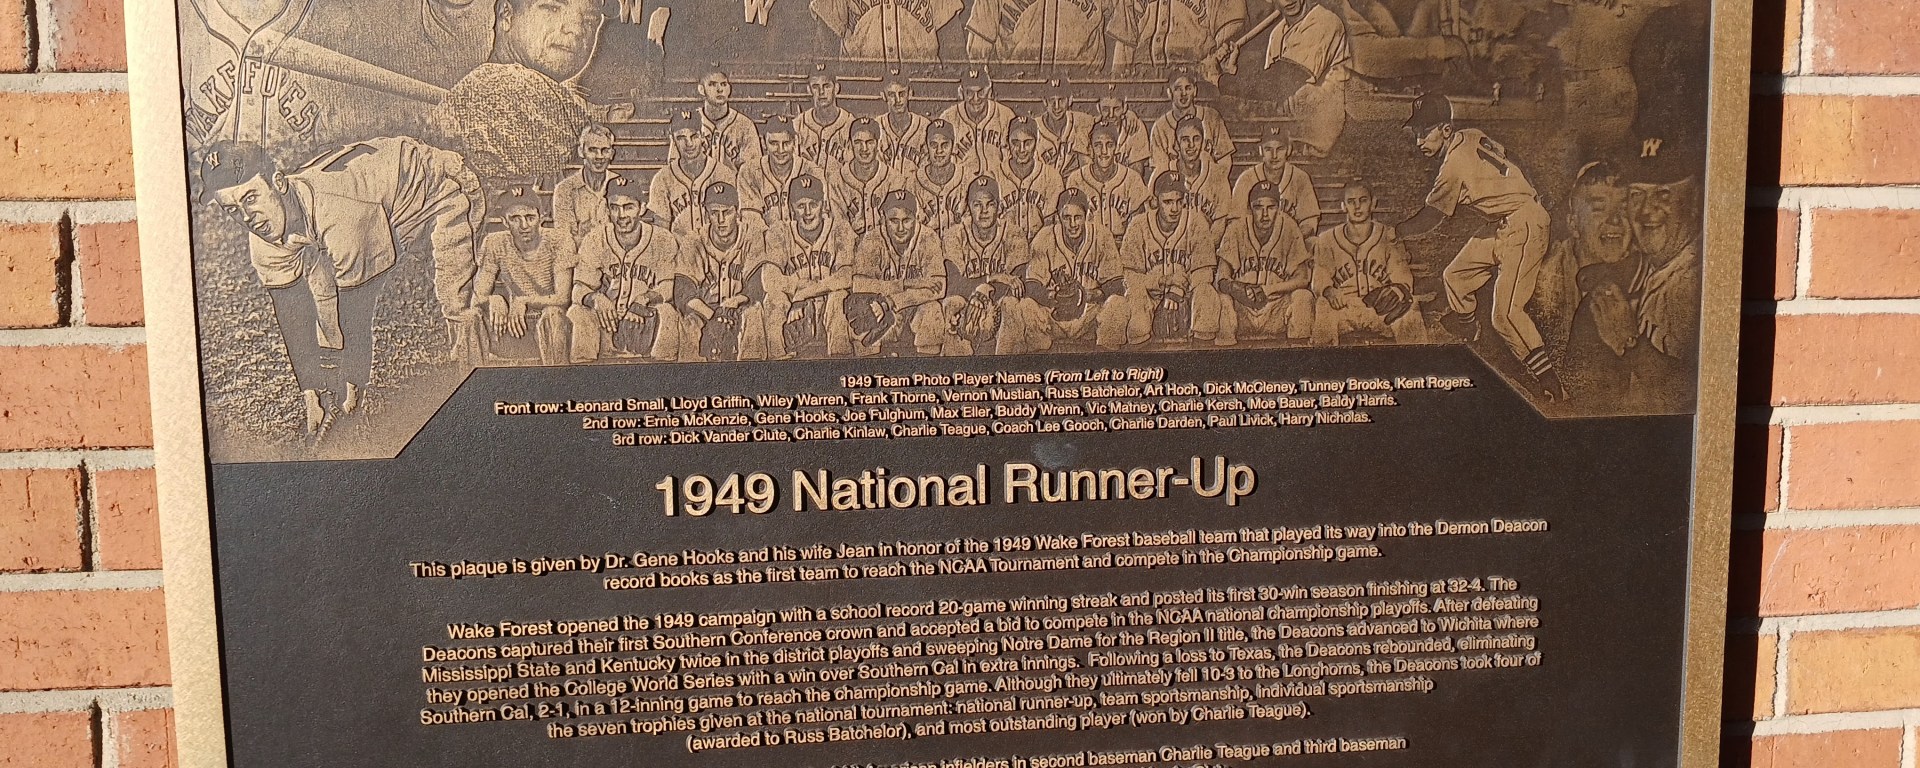 WAKE FOREST
1949 Team Photo Player Names (From Left to Right)
Front row: Leonard Small, Lloyd Griffin, Wiley Warren, Frank Thorne, Vernon Mustian, Russ Batchelor, Art Hoch, Dick McCleney, Tunney Brooks, Kent Rogers.
2nd row: Ernie McKenzie, Gene Hooks, Joe Fulghum, Max Eller, Buddy Wrenn, Vic Matney, Charlie Kersh, Moe Bauer, Baldy Harris.
3rd row: Dick Vander Clute, Charlie Kinlaw, Charlie Teague, Coach Lee Gooch, Charlie Darden, Paul Livick, Harry Nicholas.
1949 National Runner-Up
This plaque is given by Dr. Gene Hooks and his wife Jean in honor of the 1949 Wake Forest baseball team that played its way into the Demon Deacon
record books as the first team to reach the NCAA Tournament and compete in the Championship game.
Wake Forest opened the 1949 campaign with a school record 20-game winning streak and posted its first 30-win season finishing at 32-4. The
Deacons captured their first Southern Conference crown and accepted a bid to compete in the NCAA national championship playoffs. After defeating
Mississippi State and Kentucky twice in the district playoffs and sweeping Notre Dame for the Region II title, the Deacons advanced to Wichita where
they opened the College World Series with a win over Southern Cal in extra innings. Following a loss to Texas, the Deacons rebounded, eliminating
Southern Cal, 2-1, in a 12-inning game to reach the championship game. Although they ultimately fell 10-3 to the Longhorns, the Deacons took four of
the seven trophies given at the national tournament: national runner-up, team sportsmanship, individual sportsmanship
(awarded to Russ Batchelor), and most outstanding player (won by Charlie Teague).
infielders in second baseman Charlie Teague and third baseman